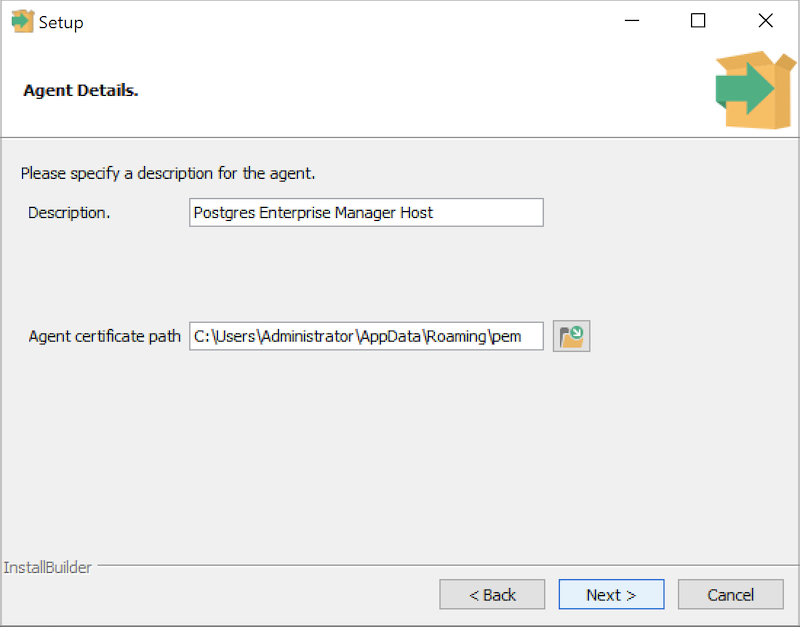 Setup
Agent Details.
Please specify a description for the agent.
Description.
Postgres Enterprise Manager Host
Agent certificate path
C:\Users\Administrator\AppData\Roaming\pem
InstallBuilder
< Back
Next >
Cancel